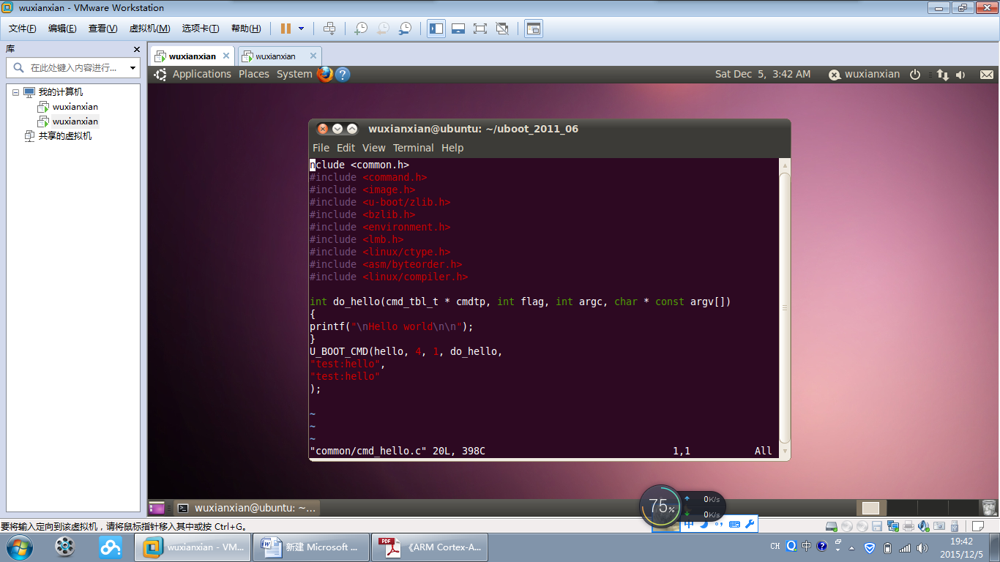 wuxianxian - VMware Workstation
文件(F) 编辑(E) 查看(V) 虚拟机(M) 选项卡(T) 帮助(H)
库
在此处键入内容进行...
我的计算机
wuxianxian
wuxianxian
共享的虚拟机
wuxianxian wuxianxian
Applications Places System Sat Dec 5, 3:42 AM wuxianxian
wuxianxian@ubuntu: ~/uboot_2011_06
File Edit View Terminal Help
nclude <common.h>
#include <command.h>
#include <image.h>
#include <u-boot/zlib.h>
#include <bzlib.h>
#include <environment.h>
#include <lmb.h>
#include <linux/ctype.h>
#include <asm/byteorder.h>
#include <linux/compiler.h>
int do_hello(cmd_tbl_t * cmdtp, int flag, int argc, char * const argv[])
{
printf("\nHello world\n\n");
}
U_BOOT_CMD(hello, 4, 1, do_hello,
"test:hello",
"test:hello"
);
~
~
~
"common/cmd_hello.c" 20L, 398C 1,1 All
wuxianxian@ubuntu: ~...
75%
0K/s
0K/s
中
要将输入定向到该虚拟机，请将鼠标指针移入其中或按 Ctrl+G。
wuxianxian - VM... 新建 Microsoft ... PDF 《ARM Cortex-A...
CH 中
19:42
2015/12/5